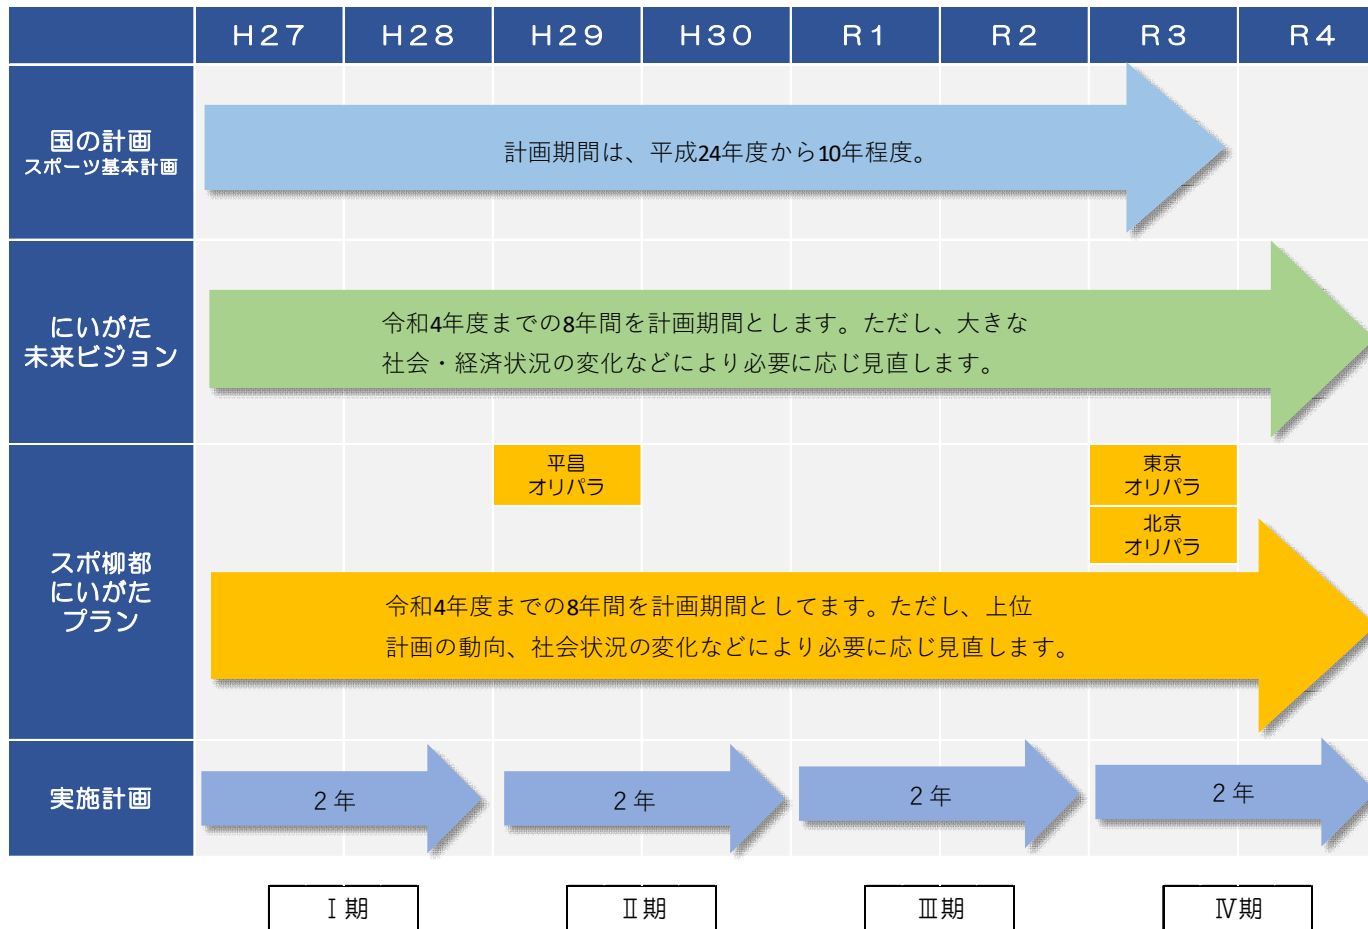 H27 H28 H29 H30 R1 R2 R3 R4
国の計画
スポーツ基本計画
計画期間は、平成24年度から10年程度。
にいがた
未来ビジョン
令和4年度までの8年間を計画期間とします。ただし、大きな
社会・経済状況の変化などにより必要に応じ見直します。
スポ柳都
にいがた
プラン
平昌
オリパラ
東京
オリパラ
北京
オリパラ
令和4年度までの8年間を計画期間としてます。ただし、上位
計画の動向、社会状況の変化などにより必要に応じ見直します。
実施計画
2年 2年 2年 2年
Ⅰ期 Ⅱ期 Ⅲ期 Ⅳ期